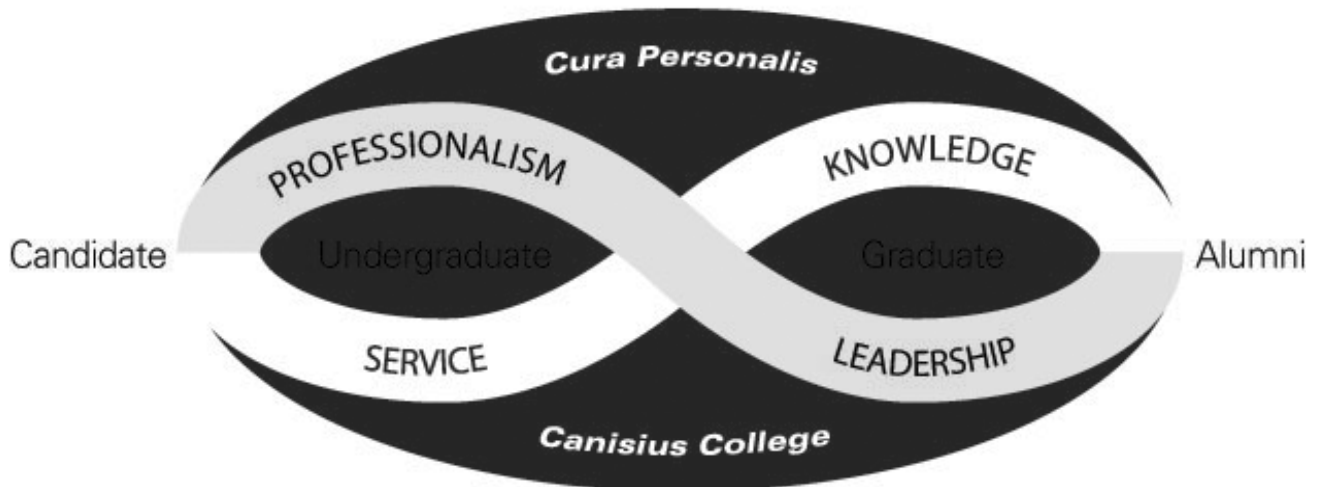 Cura Personalis
PROFESSIONALISM
KNOWLEDGE
Candidate
Undergraduate
Graduate
Alumni
SERVICE
LEADERSHIP
Canisius College